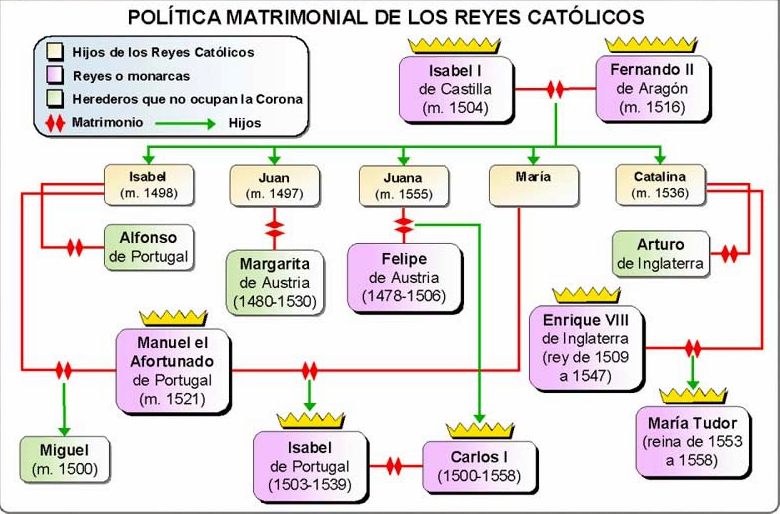 POLÍTICA MATRIMONIAL DE LOS REYES CATÓLICOS
Hijos de los Reyes Católicos
Reyes o monarcas
Herederos que no ocupan la Corona
Matrimonio
Hijos
Isabel I
de Castilla
(m. 1504)
Fernando II
de Aragón
(m. 1516)
Isabel
(m. 1498)
Juan
(m. 1497)
Juana
(m. 1555)
María
Catalina
(m. 1536)
Alfonso
de Portugal
Margarita
de Austria
(1480-1530)
Felipe
de Austria
(1478-1506)
Arturo
de Inglaterra
Manuel el
Afortunado
de Portugal
(m. 1521)
Enrique VIII
de Inglaterra
(rey de 1509
a 1547)
Miguel
(m. 1500)
Isabel
de Portugal
(1503-1539)
Carlos I
(1500-1558)
María Tudor
(reina de 1553
a 1558)